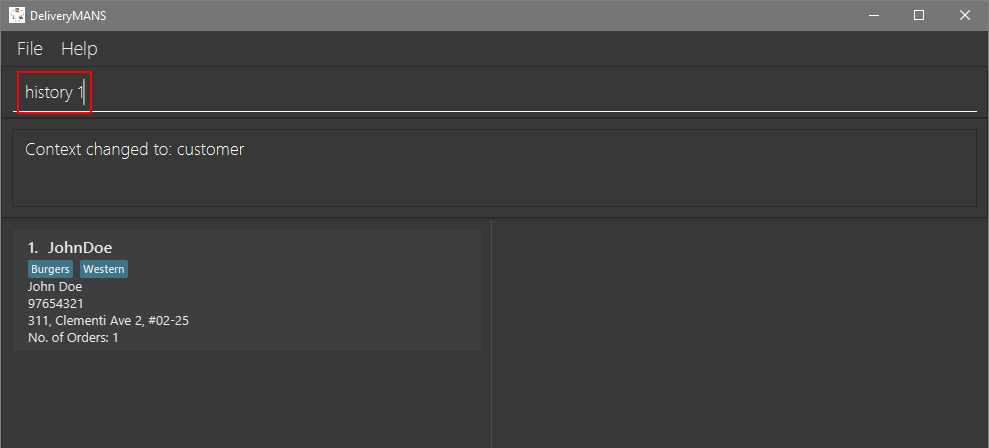 DeliveryMANS
File Help
history 1
Context changed to: customer
1. JohnDoe
Burgers Western
John Doe
97654321
311, Clementi Ave 2, #02-25
No. of Orders: 1